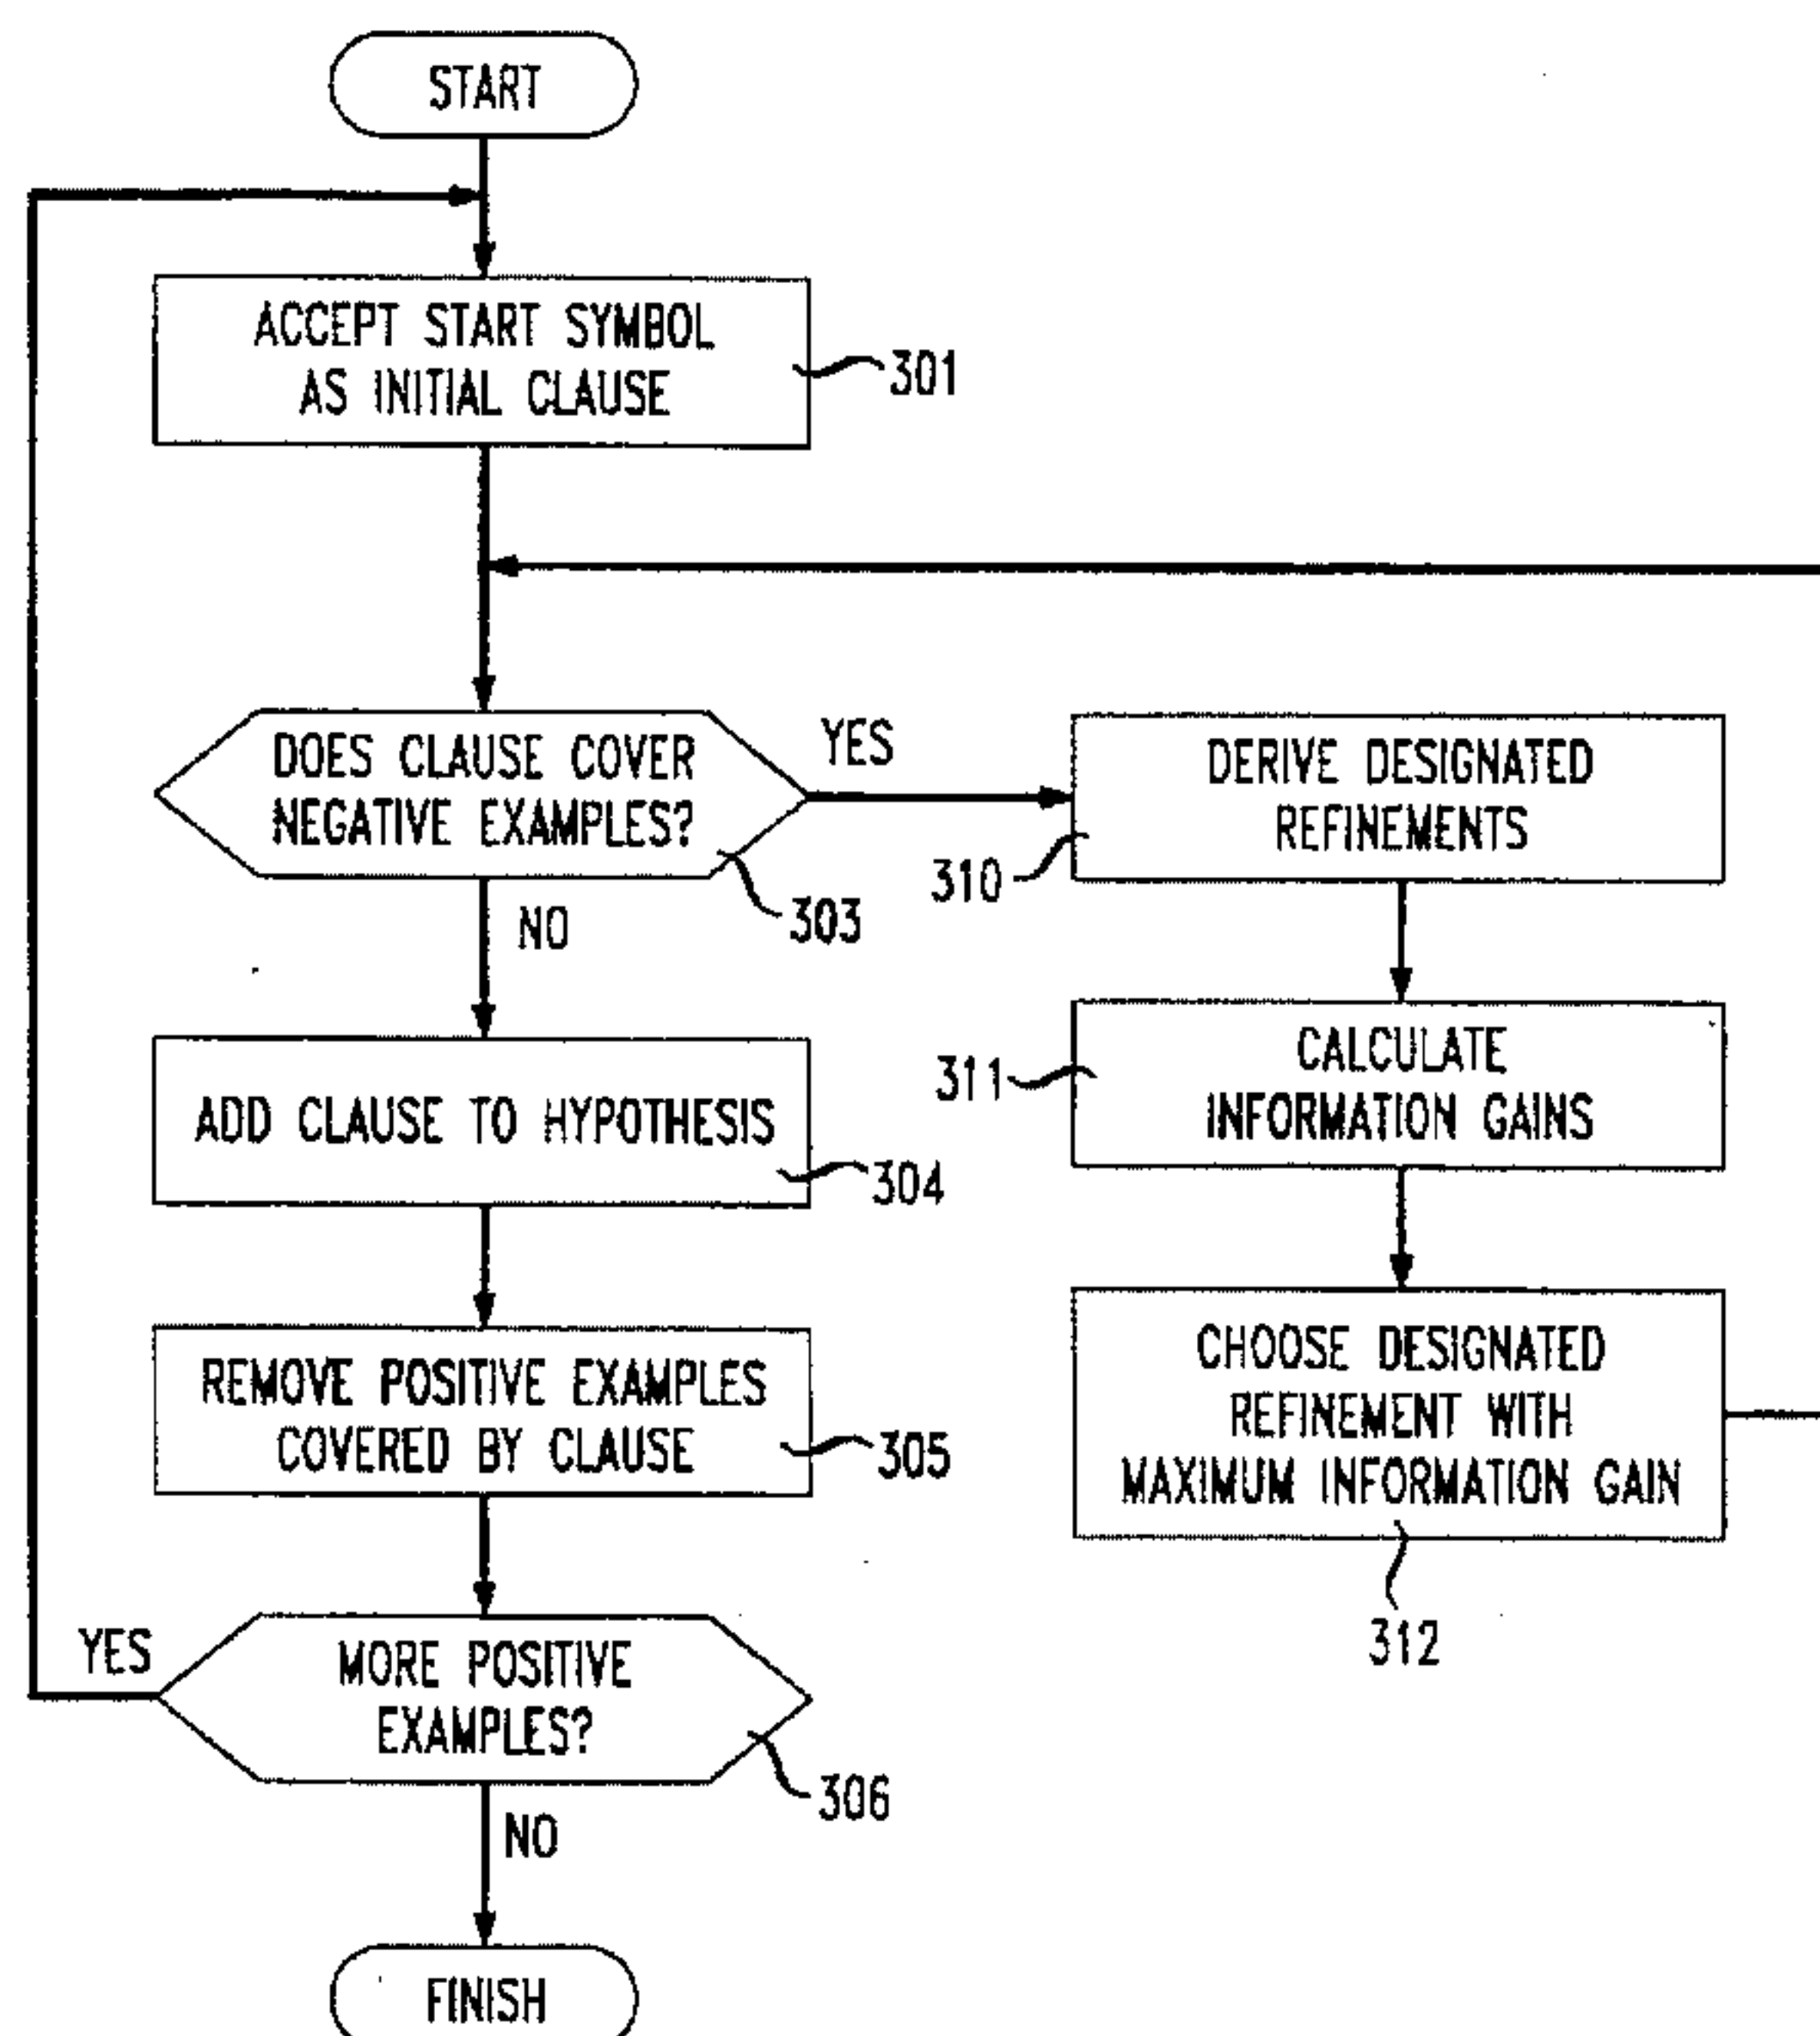 START
ACCEPT START SYMBOL
AS INITIAL CLAUSE
301
DOES CLAUSE COVER
NEGATIVE EXAMPLES?
303
YES
NO
DERIVE DESIGNATED
REFINEMENTS
310
CALCULATE
INFORMATION GAINS
311
CHOOSE DESIGNATED
REFINEMENT WITH
MAXIMUM INFORMATION GAIN
312
ADD CLAUSE TO HYPOTHESIS
304
REMOVE POSITIVE EXAMPLES
COVERED BY CLAUSE
305
MORE POSITIVE
EXAMPLES?
306
YES
NO
FINISH